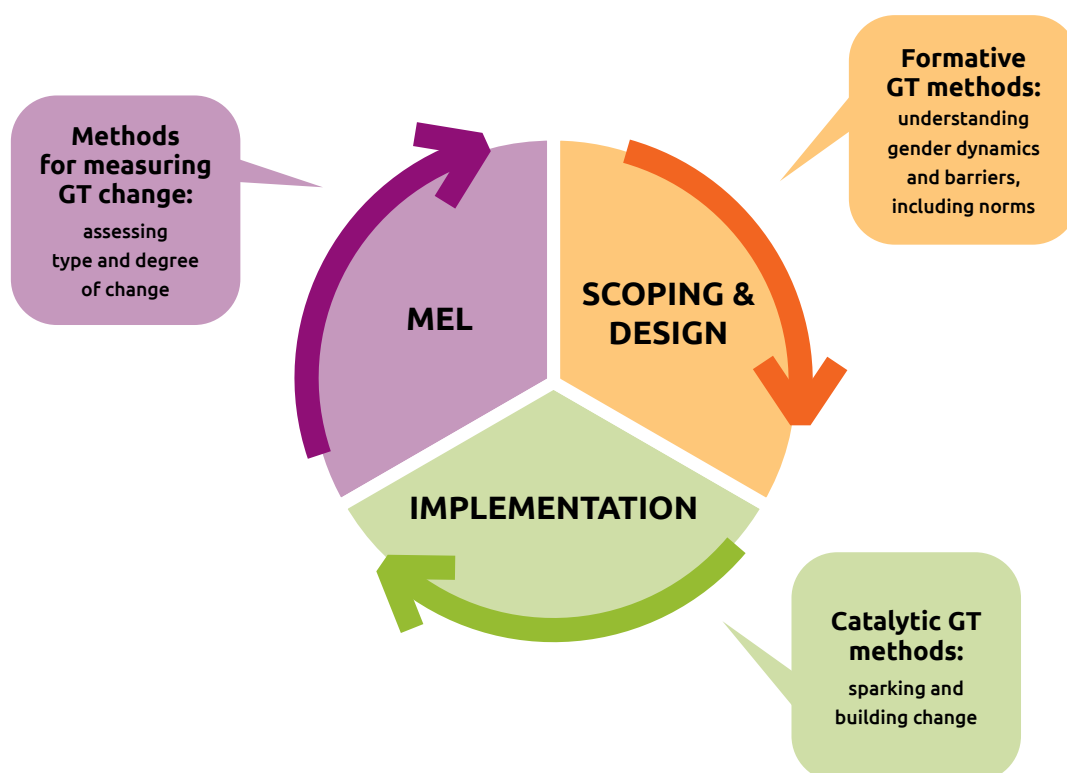 Formative
GT methods:
understanding
gender dynamics
and barriers,
including norms
Methods
for measuring
GT change:
assessing
type and degree
of change
MEL
SCOPING &
DESIGN
IMPLEMENTATION
Catalytic GT
methods:
sparking and
building change